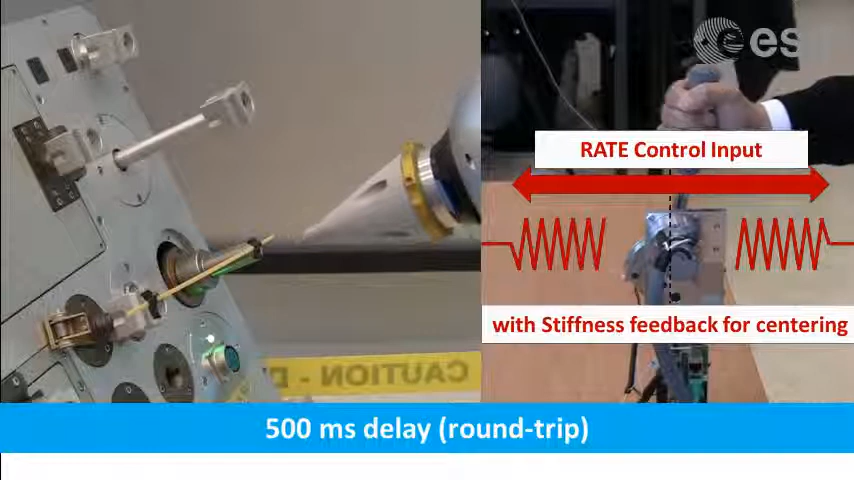 esa
RATE Control Input
with Stiffness feedback for centering
CAUTION - D
500 ms delay (round-trip)